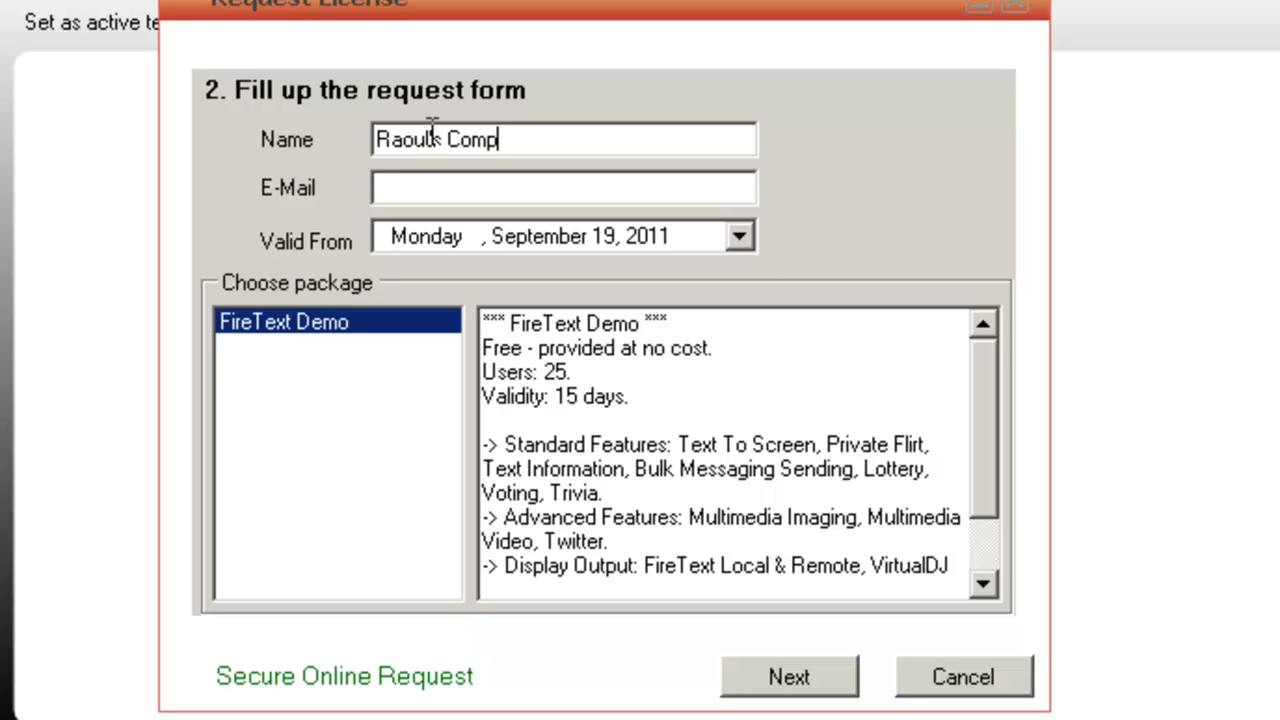 Request License
Set as active te
2. Fill up the request form
Name
Raouls Comp
E-Mail
Valid From
Monday , September 19, 2011
Choose package
FireText Demo
*** FireText Demo ***
Free - provided at no cost.
Users: 25.
Validity: 15 days.
-> Standard Features: Text To Screen, Private Flirt,
Text Information, Bulk Messaging Sending, Lottery,
Voting, Trivia.
-> Advanced Features: Multimedia Imaging, Multimedia
Video, Twitter.
-> Display Output: FireText Local & Remote, VirtualDJ
Secure Online Request
Next
Cancel